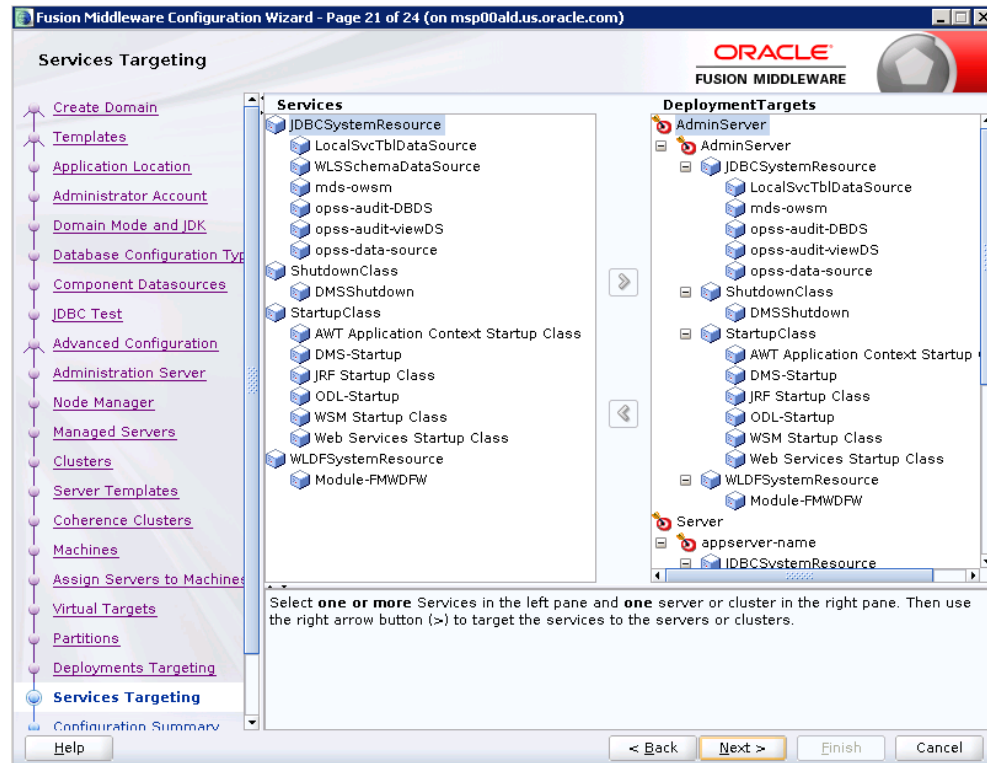 Fusion Middleware Configuration Wizard - Page 21 of 24 (on msp00ald.us.oracle.com)
Services Targeting
ORACLE
FUSION MIDDLEWARE
Create Domain
Templates
Application Location
Administrator Account
Domain Mode and JDK
Database Configuration Typ
Component Datasources
JDBC Test
Advanced Configuration
Administration Server
Node Manager
Managed Servers
Clusters
Server Templates
Coherence Clusters
Machines
Assign Servers to Machines
Virtual Targets
Partitions
Deployments Targeting
Services Targeting
Configuration Summary
Services
JDBCSystemResource
LocalSvcTblDataSource
WLSSchemaDataSource
mds-owsm
opss-audit-DBDS
opss-audit-viewDS
opss-data-source
ShutdownClass
DMSShutdown
StartupClass
AWT Application Context Startup Class
DMS-Startup
JRF Startup Class
ODL-Startup
WSM Startup Class
Web Services Startup Class
WLDFSystemResource
Module-FMWDFW
DeploymentTargets
AdminServer
AdminServer
JDBCSystemResource
LocalSvcTblDataSource
mds-owsm
opss-audit-DBDS
opss-audit-viewDS
opss-data-source
ShutdownClass
DMSShutdown
StartupClass
AWT Application Context Startup
DMS-Startup
JRF Startup Class
ODL-Startup
WSM Startup Class
Web Services Startup Class
WLDFSystemResource
Module-FMWDFW
Server
appserver-name
JDBCSystemResource
Select one or more Services in the left pane and one server or cluster in the right pane. Then use
the right arrow button (>) to target the services to the servers or clusters.
Help
< Back
Next >
Finish
Cancel